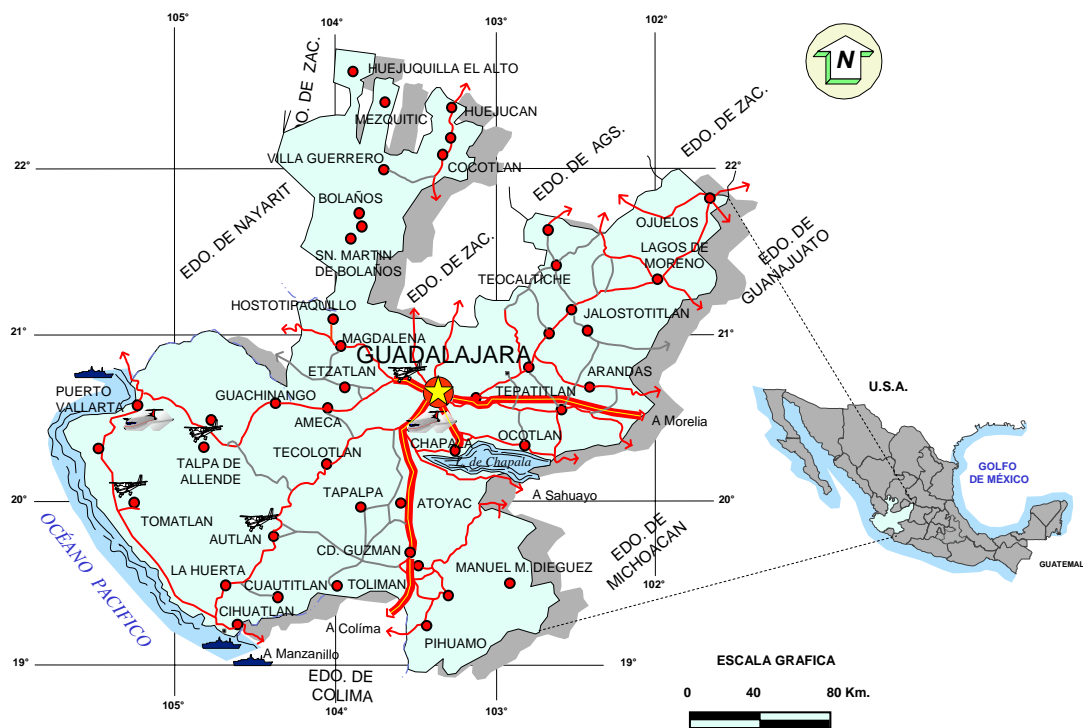 105°
104°
103°
102°
N
HUEJUQUILLA EL ALTO
MEZQUITIC
HUEJUCAN
DO. DE ZAC.
EDO. DE ZAC.
EDO. DE AGS.
22°
22°
VILLA GUERRERO
COCOTLAN
EDO. DE NAYARIT
BOLAÑOS
SN. MARTIN
DE BOLAÑOS
EDO. DE ZAC.
OJUELOS
LAGOS DE
MORENO
EDO. DE
GUANAJUATO
TEOCALTICHE
HOSTOTIPAQUILLO
JALOSTOTITLAN
21°
21°
MAGDALENA
GUADALAJARA
ETZATLAN
PUERTO
VALLARTA
GUACHINANGO
TEPATITLAN
ARANDAS
U.S.A.
AMECA
A Morelia
CHAPALA
OCOTLAN
TECOLOTLAN
L. de Chapala
TALPA DE
ALLENDE
GOLFO
DE MÉXICO
20°
20°
TAPALPA
ATOYAC
A Sahuayo
TOMATLAN
AUTLAN
EDO. DE
MICHOACAN
OCÉANO PACIFICO
CD. GUZMAN
LA HUERTA
MANUEL M. DIEGUEZ
GUATEMAL
CUAUTITLAN
TOLIMAN
102°
CIHUATLAN
A Colíma
PIHUAMO
A Manzanillo
19°
19°
ESCALA GRAFICA
EDO. DE
COLIMA
0 40 80 Km.
105°
104°
103°